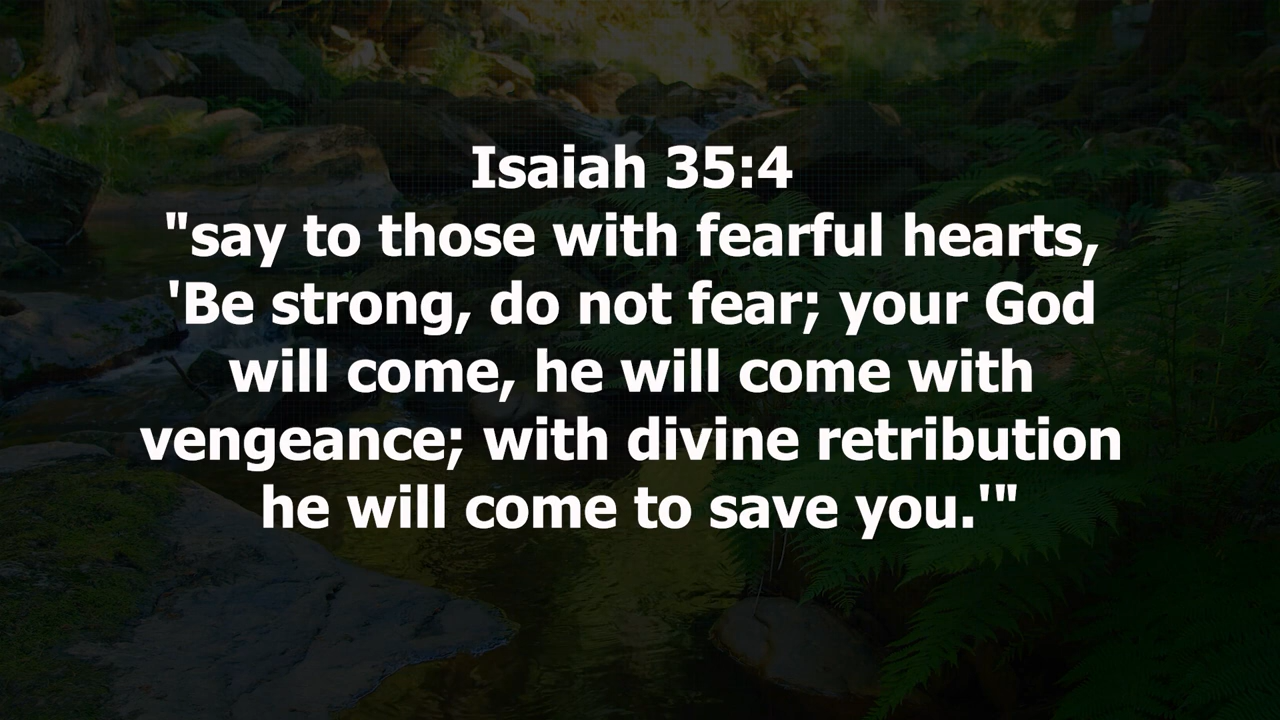 Isaiah 35:4
"say to those with fearful hearts,
'Be strong, do not fear; your God
will come, he will come with
vengeance; with divine retribution
he will come to save you.'"